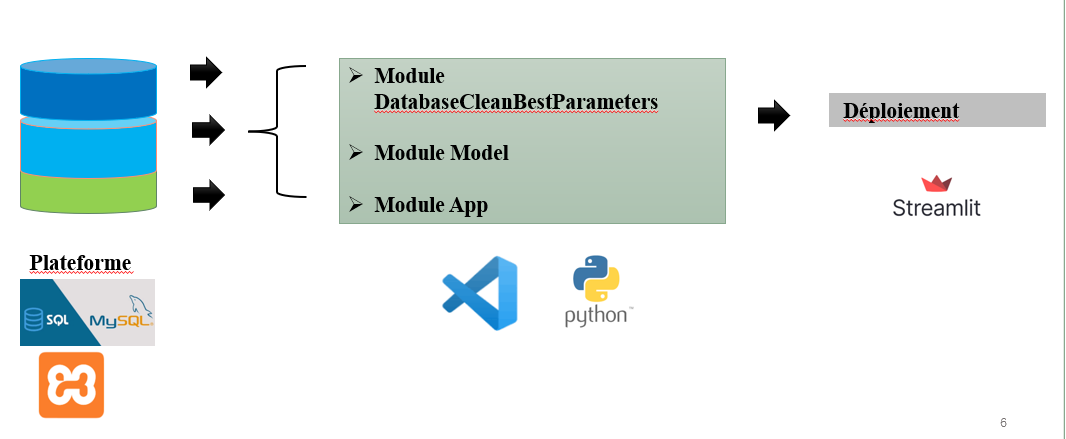 Module
DatabaseCleanBestParameters
Module Model
Module App
Déploiement
Streamlit
Plateforme
SQL
MySQL
python
6